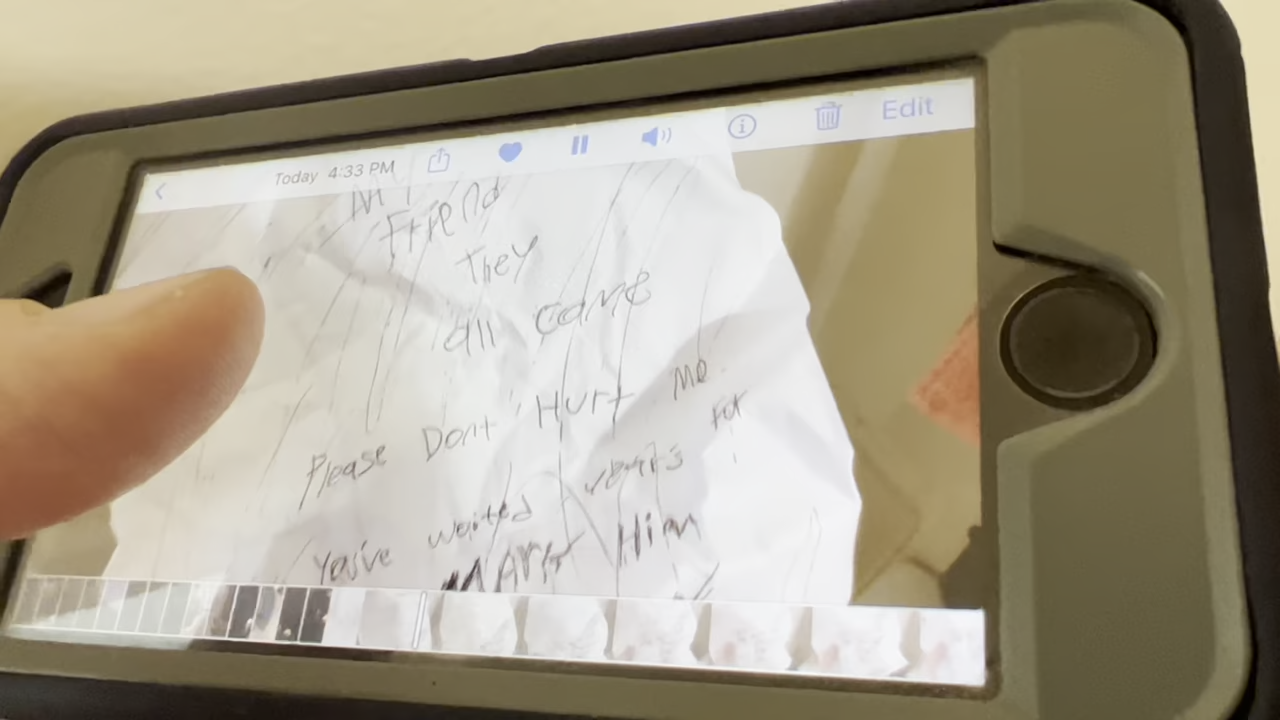 Today 4:33 PM
Edit
Friend
They
all came
Please Dont Hurt Me
You've waited years For
Him